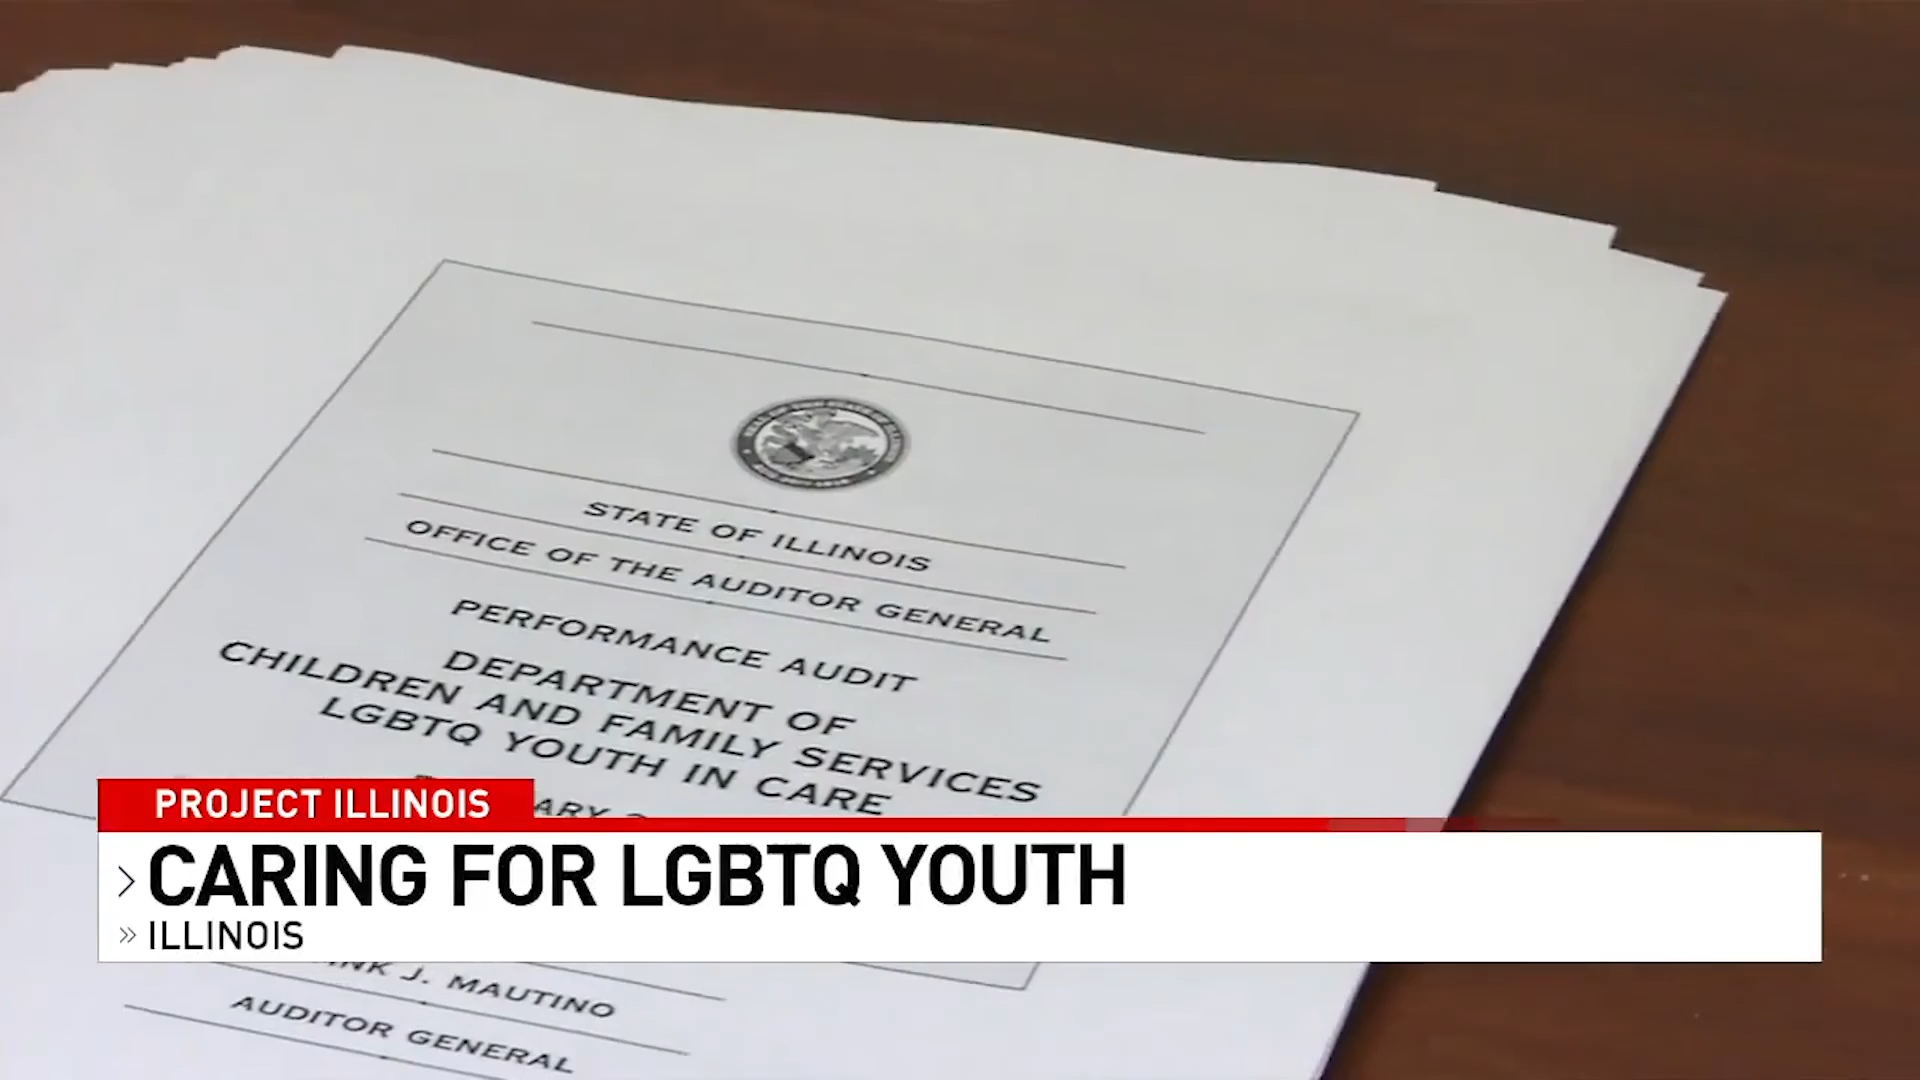 STATE OF ILLINOIS
OFFICE OF THE AUDITOR GENERAL
PERFORMANCE AUDIT
DEPARTMENT OF
CHILDREN AND FAMILY SERVICES
LGBTQ YOUTH IN CARE
PROJECT ILLINOIS
CARING FOR LGBTQ YOUTH
ILLINOIS
J. MAUTINO
AUDITOR GENERAL